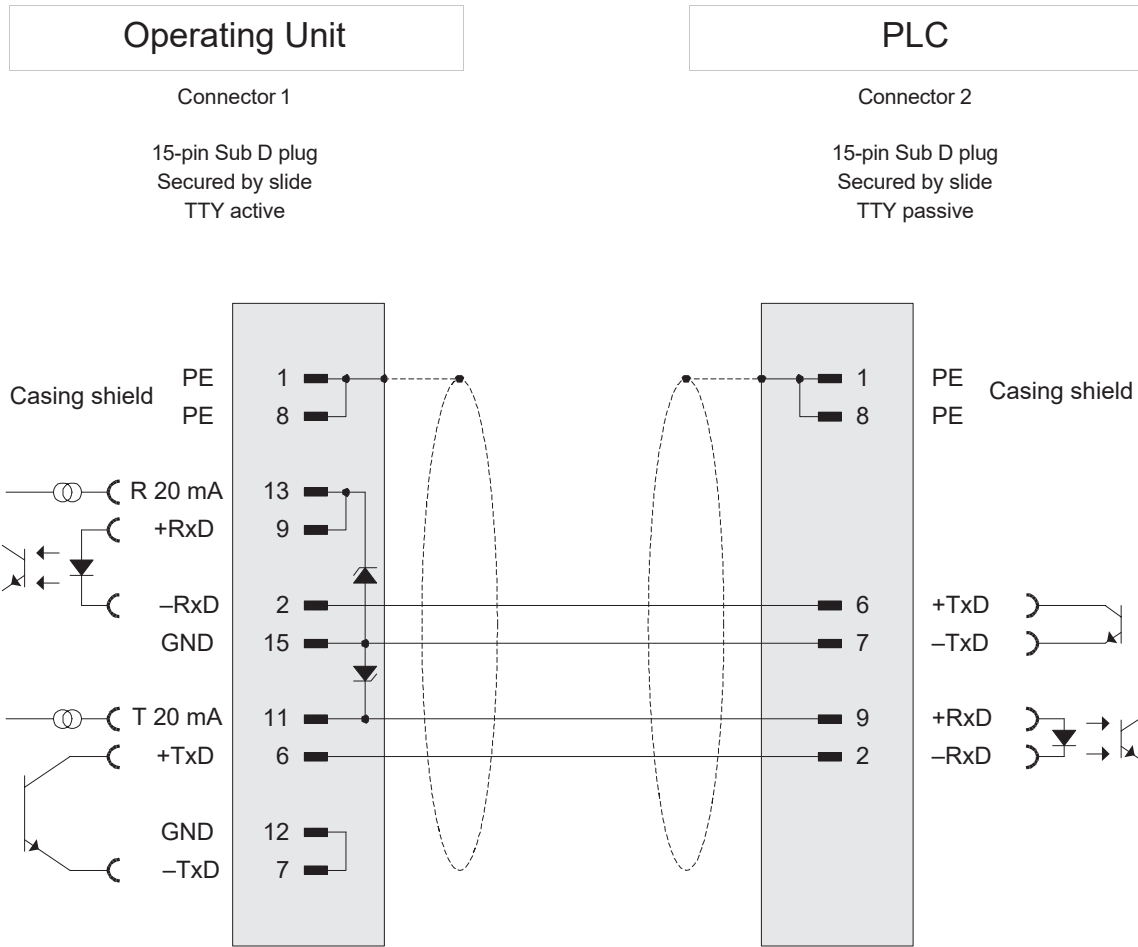 Operating Unit
PLC
Connector 1
Connector 2
15-pin Sub D plug
Secured by slide
TTY active
15-pin Sub D plug
Secured by slide
TTY passive
Casing shield
PE 1
PE 8
1 PE
8 PE
Casing shield
R 20 mA 13
+RxD 9
–RxD 2
6 +TxD
GND 15
7 –TxD
T 20 mA 11
9 +RxD
+TxD 6
2 –RxD
GND 12
–TxD 7